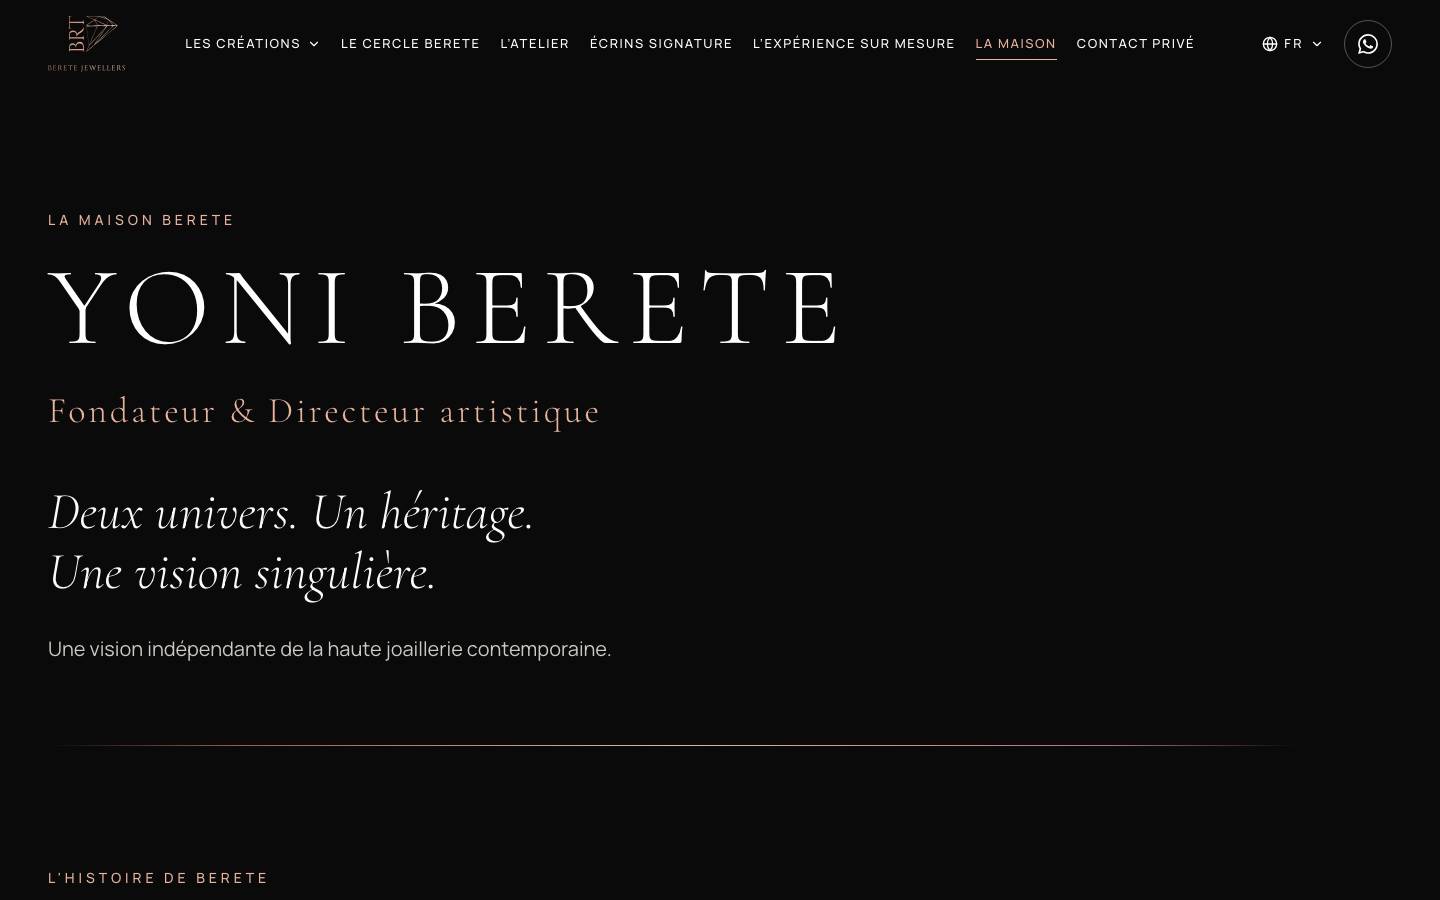 BRT
BERETE JEWELLERS
LES CRÉATIONS
LE CERCLE BERETE
L'ATELIER
ÉCRINS SIGNATURE
L'EXPÉRIENCE SUR MESURE
LA MAISON
CONTACT PRIVÉ
FR
LA MAISON BERETE
YONI BERETE
Fondateur & Directeur artistique
Deux univers. Un héritage.
Une vision singulière.
Une vision indépendante de la haute joaillerie contemporaine.
L'HISTOIRE DE BERETE